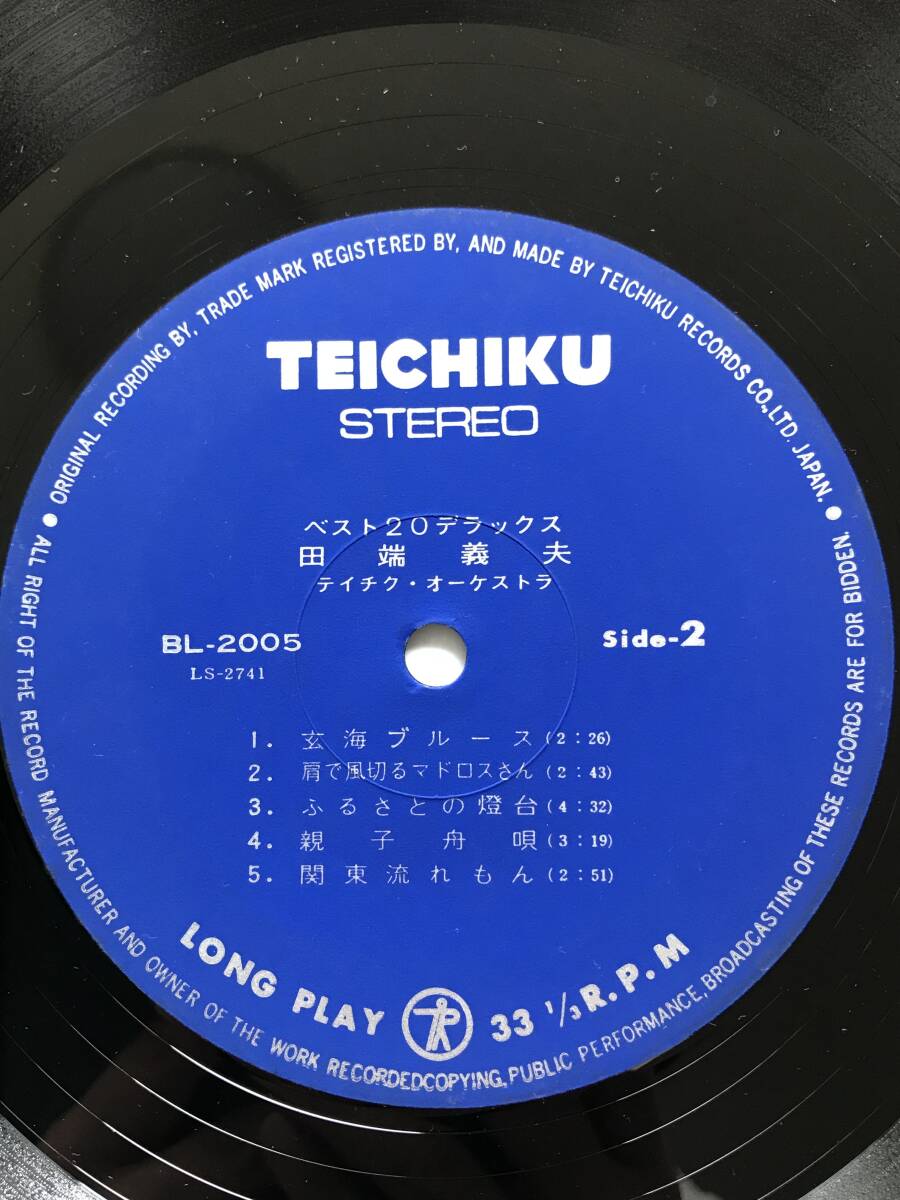 ● ORIGINAL RECORDING BY, TRADE MARK REGISTERED BY, AND MADE BY TEICHIKU RECORDS CO., LTD. JAPAN. ●
TEICHIKU
STEREO
ベスト20デラックス
田端義夫
テイチク・オーケストラ
BL-2005
Side-2
LS-2741
1. 玄海ブルース (2:26)
2. 肩で風切るマドロスさん (2:43)
3. ふるさとの燈台 (4:32)
4. 親子舟唄 (3:19)
5. 関東流れもん (2:51)
LONG PLAY 33 1/3 R.P.M
ALL RIGHT OF THE RECORD MANUFACTURER AND OWNER OF THE WORK RECORDEDCOPYING, PUBLIC PERFORMANCE, BROADCASTING OF THESE RECORDS ARE FOR BIDDEN.